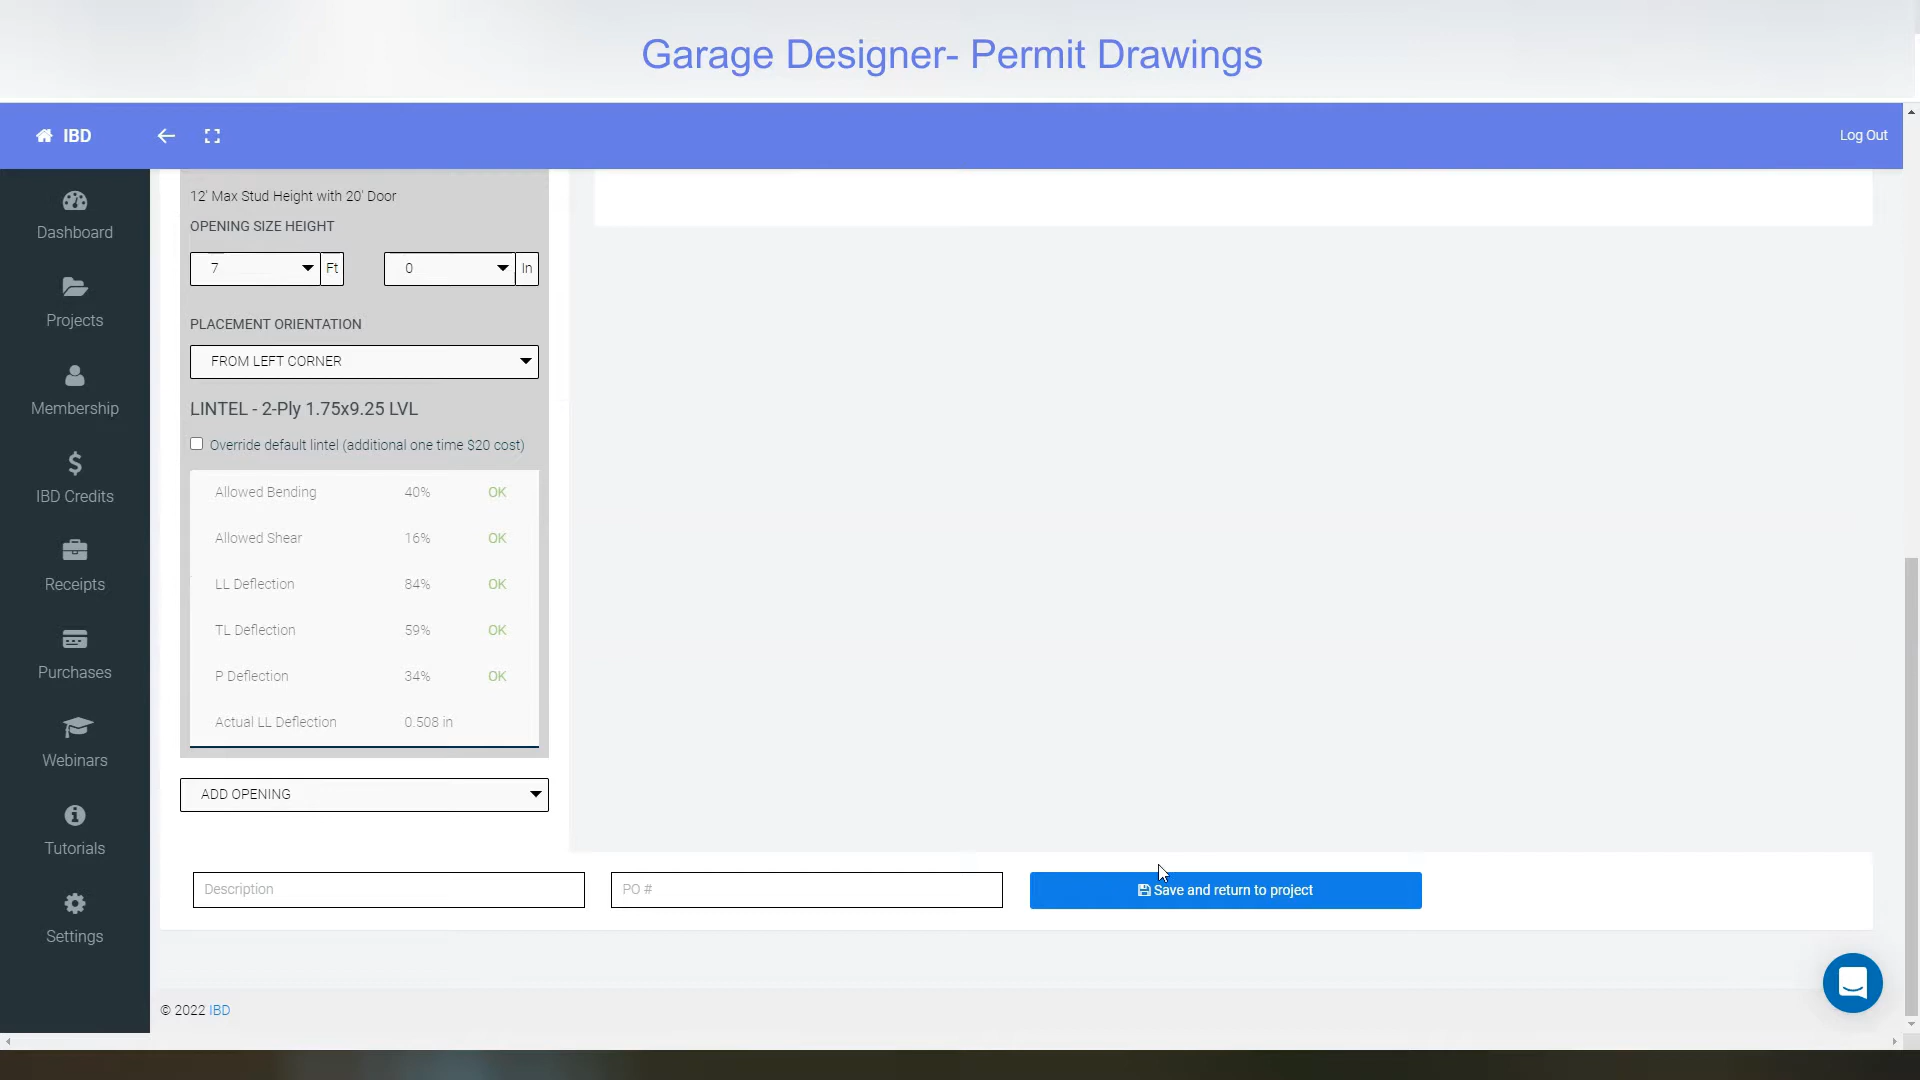 Garage Designer- Permit Drawings
IBD
Log Out
Dashboard
Projects
Membership
IBD Credits
Receipts
Purchases
Webinars
Tutorials
Settings
12' Max Stud Height with 20' Door
OPENING SIZE HEIGHT
7 Ft 0 In
PLACEMENT ORIENTATION
FROM LEFT CORNER
LINTEL - 2-Ply 1.75x9.25 LVL
Override default lintel (additional one time $20 cost)
Allowed Bending 40% OK
Allowed Shear 16% OK
LL Deflection 84% OK
TL Deflection 59% OK
P Deflection 34% OK
Actual LL Deflection 0.508 in
ADD OPENING
Description
PO #
Save and return to project
© 2022 IBD